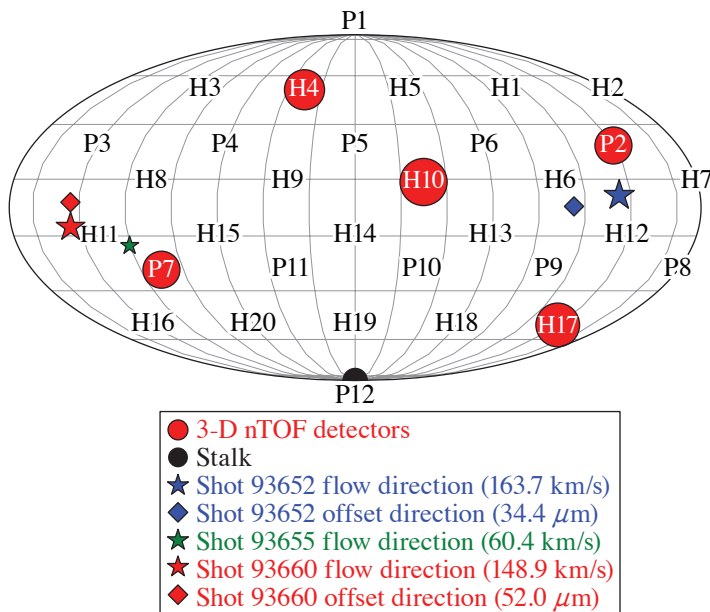 P1
H3 H4 H5 H1 H2
P3 P4 P5 P6 P2
H8 H9 H10 H6 H7
H11 H15 H14 H13 H12
P7 P11 P10 P9 P8
H16 H20 H19 H18 H17
P12
3-D nTOF detectors
Stalk
Shot 93652 flow direction (163.7 km/s)
Shot 93652 offset direction (34.4 μm)
Shot 93655 flow direction (60.4 km/s)
Shot 93660 flow direction (148.9 km/s)
Shot 93660 offset direction (52.0 μm)